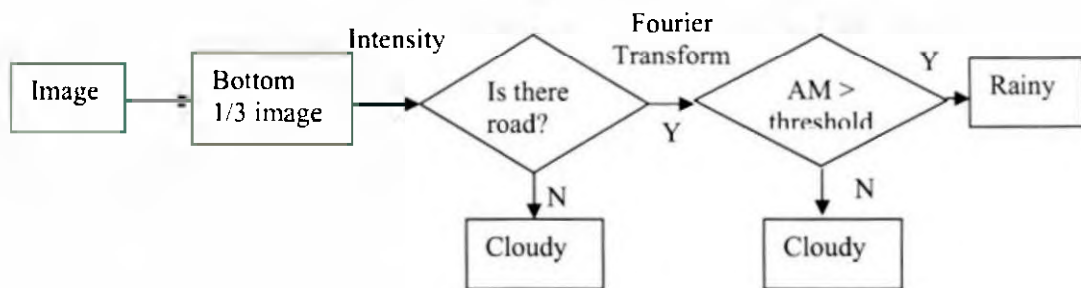 Image
Bottom
1/3 image
Intensity
Is there
road?
Y
N
Cloudy
Fourier
Transform
AM >
threshold
Y
Rainy
N
Cloudy